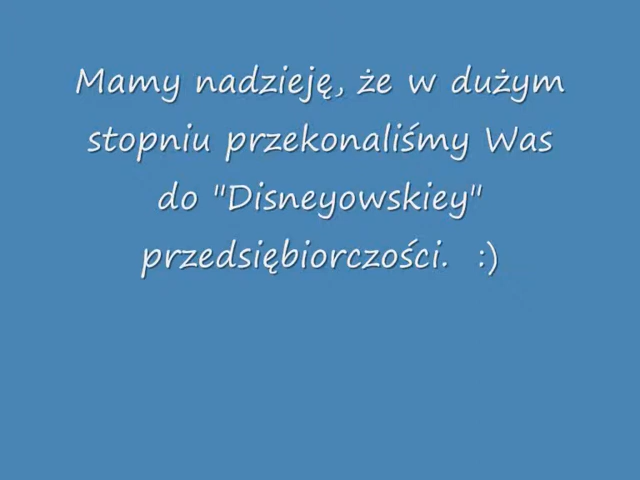 Mamy nadzieję, że w dużym
stopniu przekonaliśmy Was
do "Disneyowskiey"
przedsiębiorczości. :)